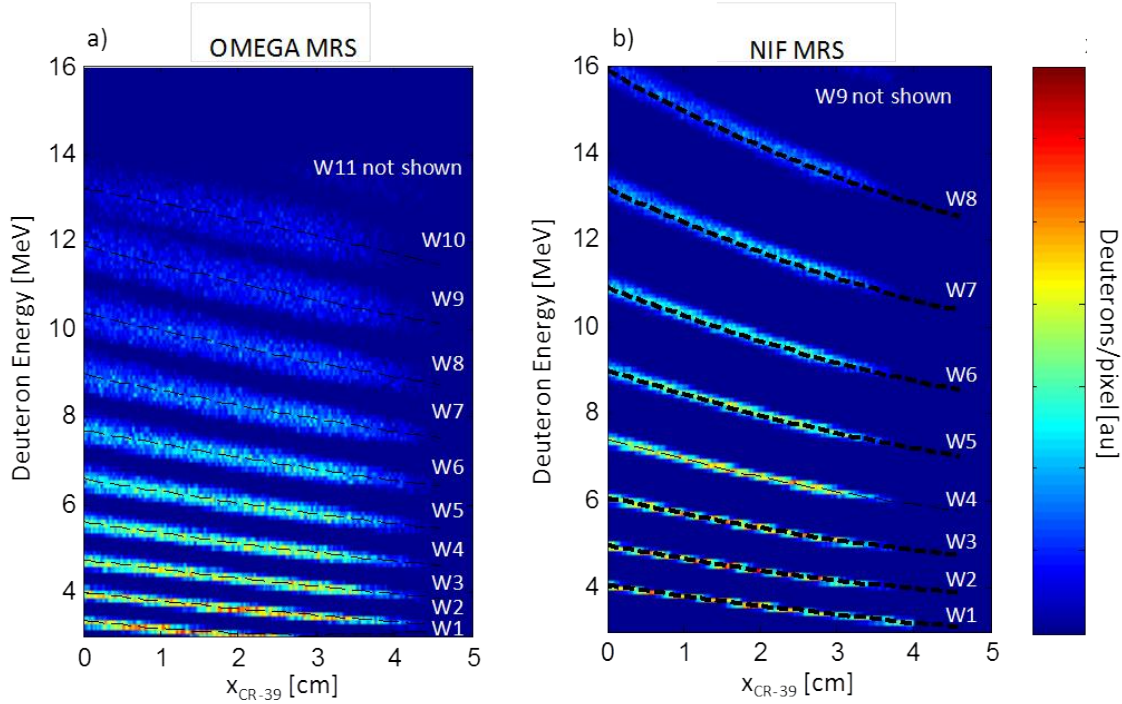 a)
OMEGA MRS
16
14
12
10
8
6
4
Deuteron Energy [MeV]
W11 not shown
W10
W9
W8
W7
W6
W5
W4
W3
W2
W1
0 1 2 3 4 5
xCR-39 [cm]
b)
NIF MRS
16
14
12
10
8
6
4
Deuteron Energy [MeV]
W9 not shown
W8
W7
W6
W5
W4
W3
W2
W1
0 1 2 3 4 5
xCR-39 [cm]
Deuterons/pixel [au]